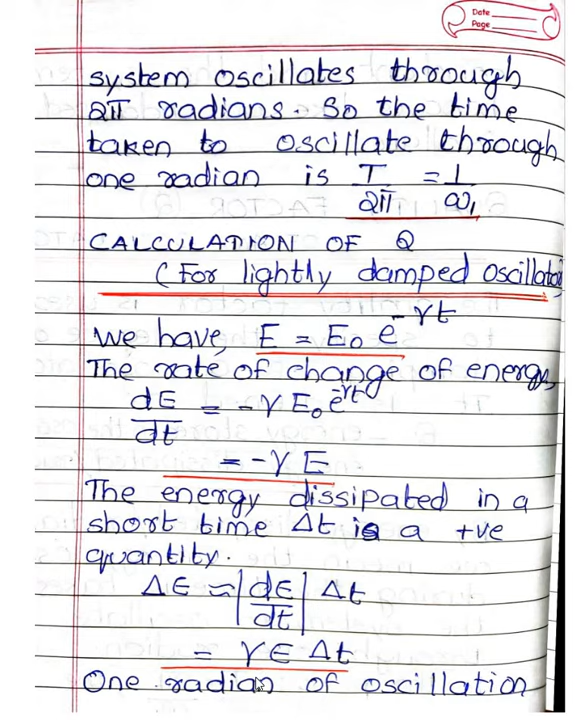 Date
Page
system oscillates through
2π radians. So the time
taken to oscillate through
one radian is T/2π = 1/ω₁
CALCULATION OF Q
(For lightly damped oscillator)
We have, E = E₀ e^-γt
The rate of change of energy,
dE/dt = -γ E₀ e^-γt
= -γ E
The energy dissipated in a
short time Δt is a +ve
quantity.
ΔE ≈ |dE/dt| Δt
= γE Δt
One radian of oscillation